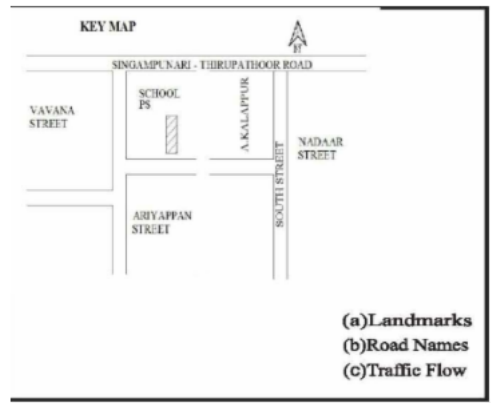 KEY MAP
N
SINGAMPUNARI - THIRUPATHOOR ROAD
SCHOOL
PS
A.KALAPPUR
VAVANA
STREET
NADAAR
STREET
SOUTH STREET
ARIYAPPAN
STREET
(a)Landmarks
(b)Road Names
(c)Traffic Flow